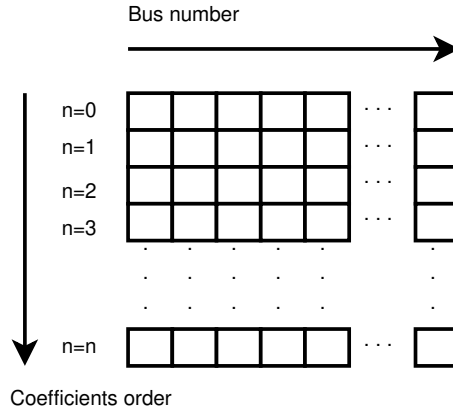 Bus number
n=0
n=1
n=2
n=3
n=n
Coefficients order